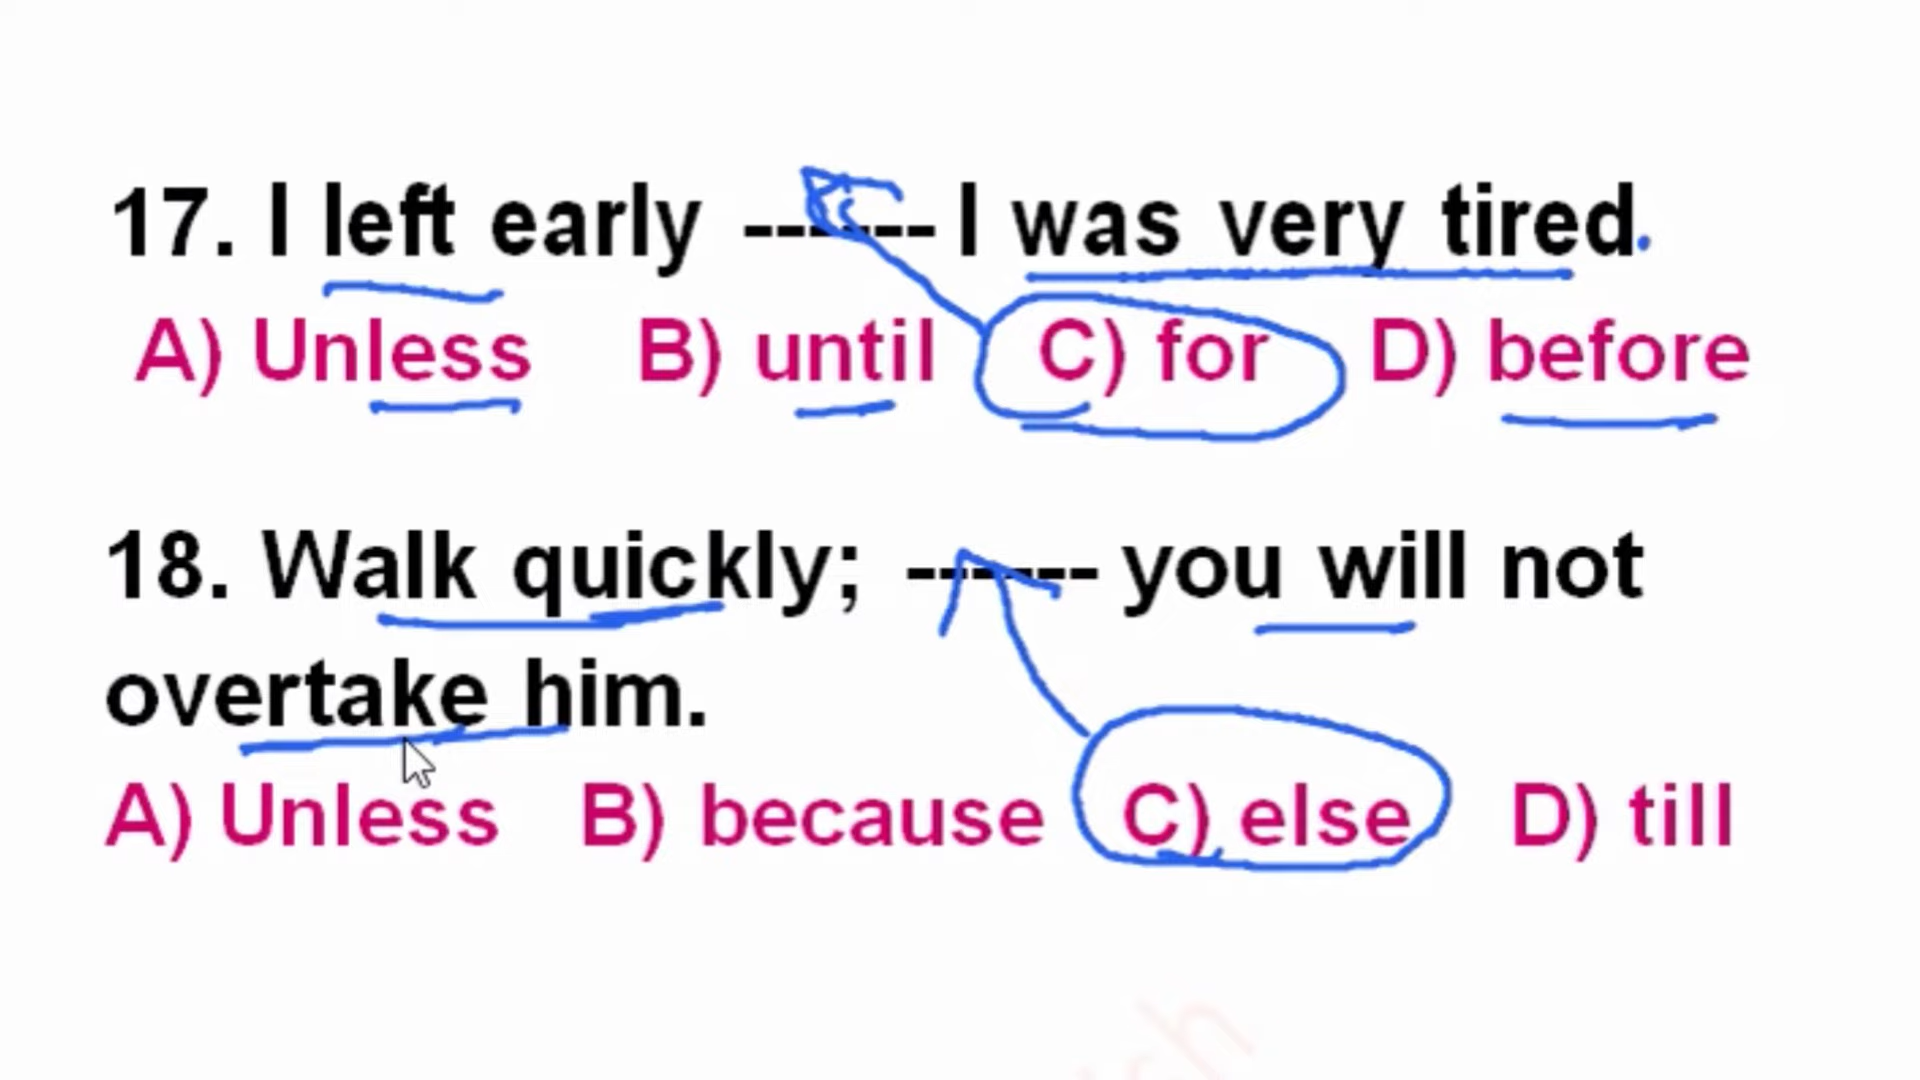 17. I left early ------ I was very tired.
A) Unless B) until C) for D) before
18. Walk quickly; ------ you will not
overtake him.
A) Unless B) because C) else D) till